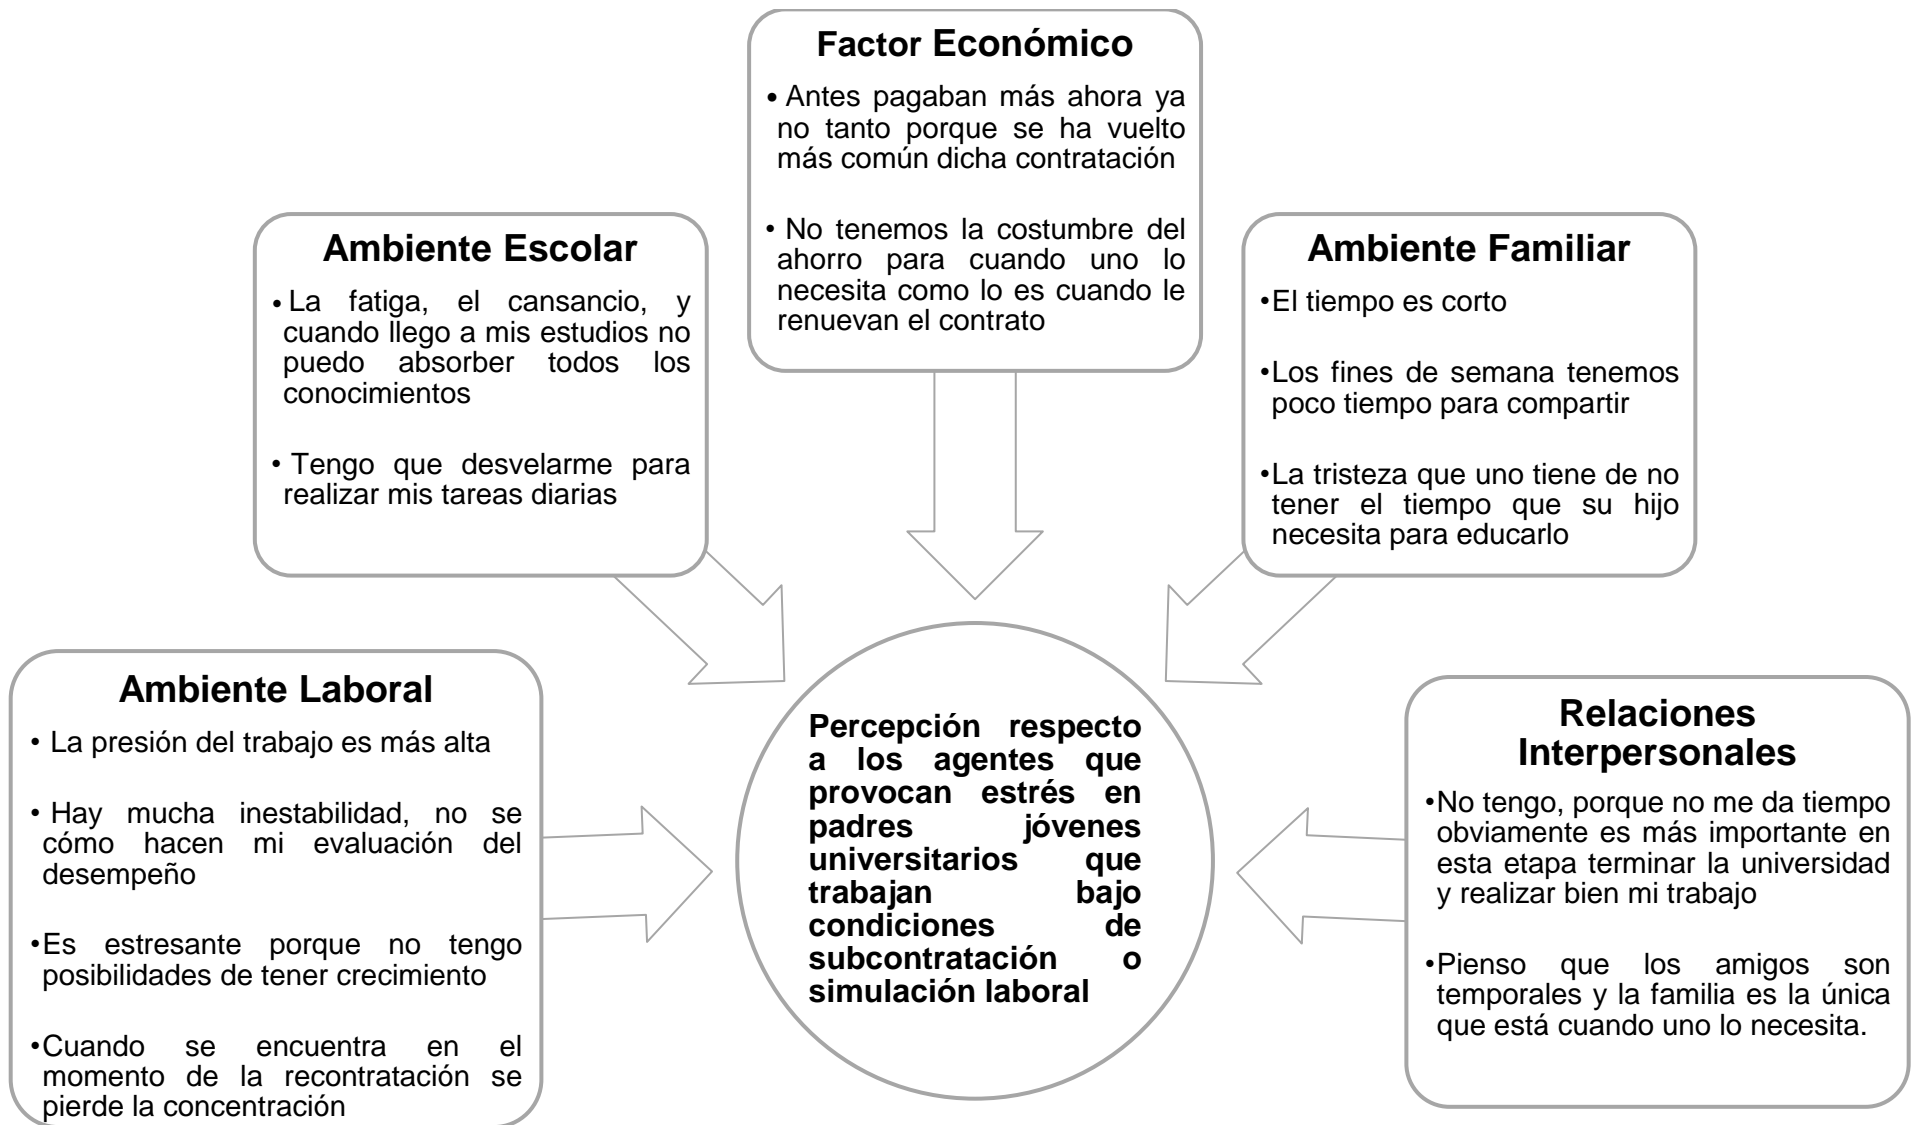 Factor Económico
• Antes pagaban más ahora ya
no tanto porque se ha vuelto
más común dicha contratación
• No tenemos la costumbre del
ahorro para cuando uno lo
necesita como lo es cuando le
renuevan el contrato
Ambiente Escolar
• La fatiga, el cansancio, y
cuando llego a mis estudios no
puedo absorber todos los
conocimientos
• Tengo que desvelarme para
realizar mis tareas diarias
Ambiente Familiar
•El tiempo es corto
•Los fines de semana tenemos
poco tiempo para compartir
•La tristeza que uno tiene de no
tener el tiempo que su hijo
necesita para educarlo
Ambiente Laboral
• La presión del trabajo es más alta
• Hay mucha inestabilidad, no se
cómo hacen mi evaluación del
desempeño
•Es estresante porque no tengo
posibilidades de tener crecimiento
•Cuando se encuentra en el
momento de la recontratación se
pierde la concentración
Percepción respecto
a los agentes que
provocan estrés en
padres jóvenes
universitarios que
trabajan bajo
condiciones de
subcontratación o
simulación laboral
Relaciones
Interpersonales
•No tengo, porque no me da tiempo
obviamente es más importante en
esta etapa terminar la universidad
y realizar bien mi trabajo
•Pienso que los amigos son
temporales y la familia es la única
que está cuando uno lo necesita.